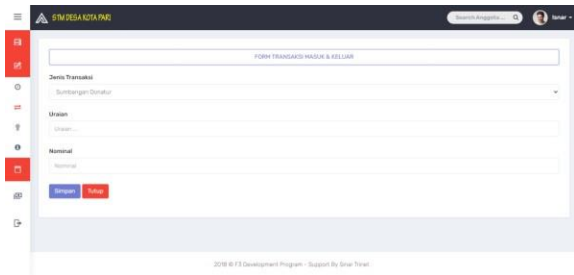 STM DESA KOTA PARI
Search Anggota ...
Isnar
FORM TRANSAKSI MASUK & KELUAR
Jenis Transaksi
Sumbangan Donatur
Uraian
Uraian ...
Nominal
Nominal
Simpan Tutup
2018 © F3 Development Program - Support By Sinar Trinet